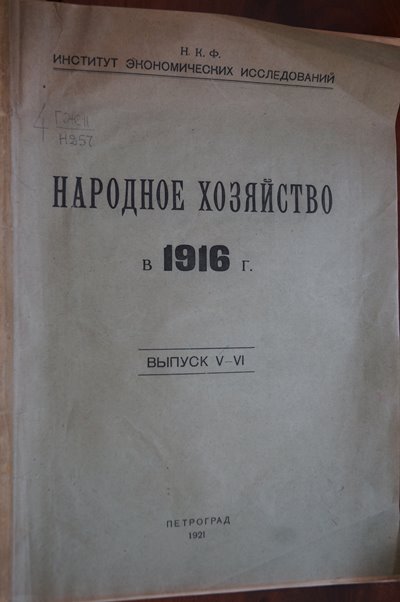 Н. К. Ф.
ИНСТИТУТ ЭКОНОМИЧЕСКИХ ИССЛЕДОВАНИЙ
НАРОДНОЕ ХОЗЯЙСТВО
В 1916 Г.
ВЫПУСК V–VI
ПЕТРОГРАД
1921